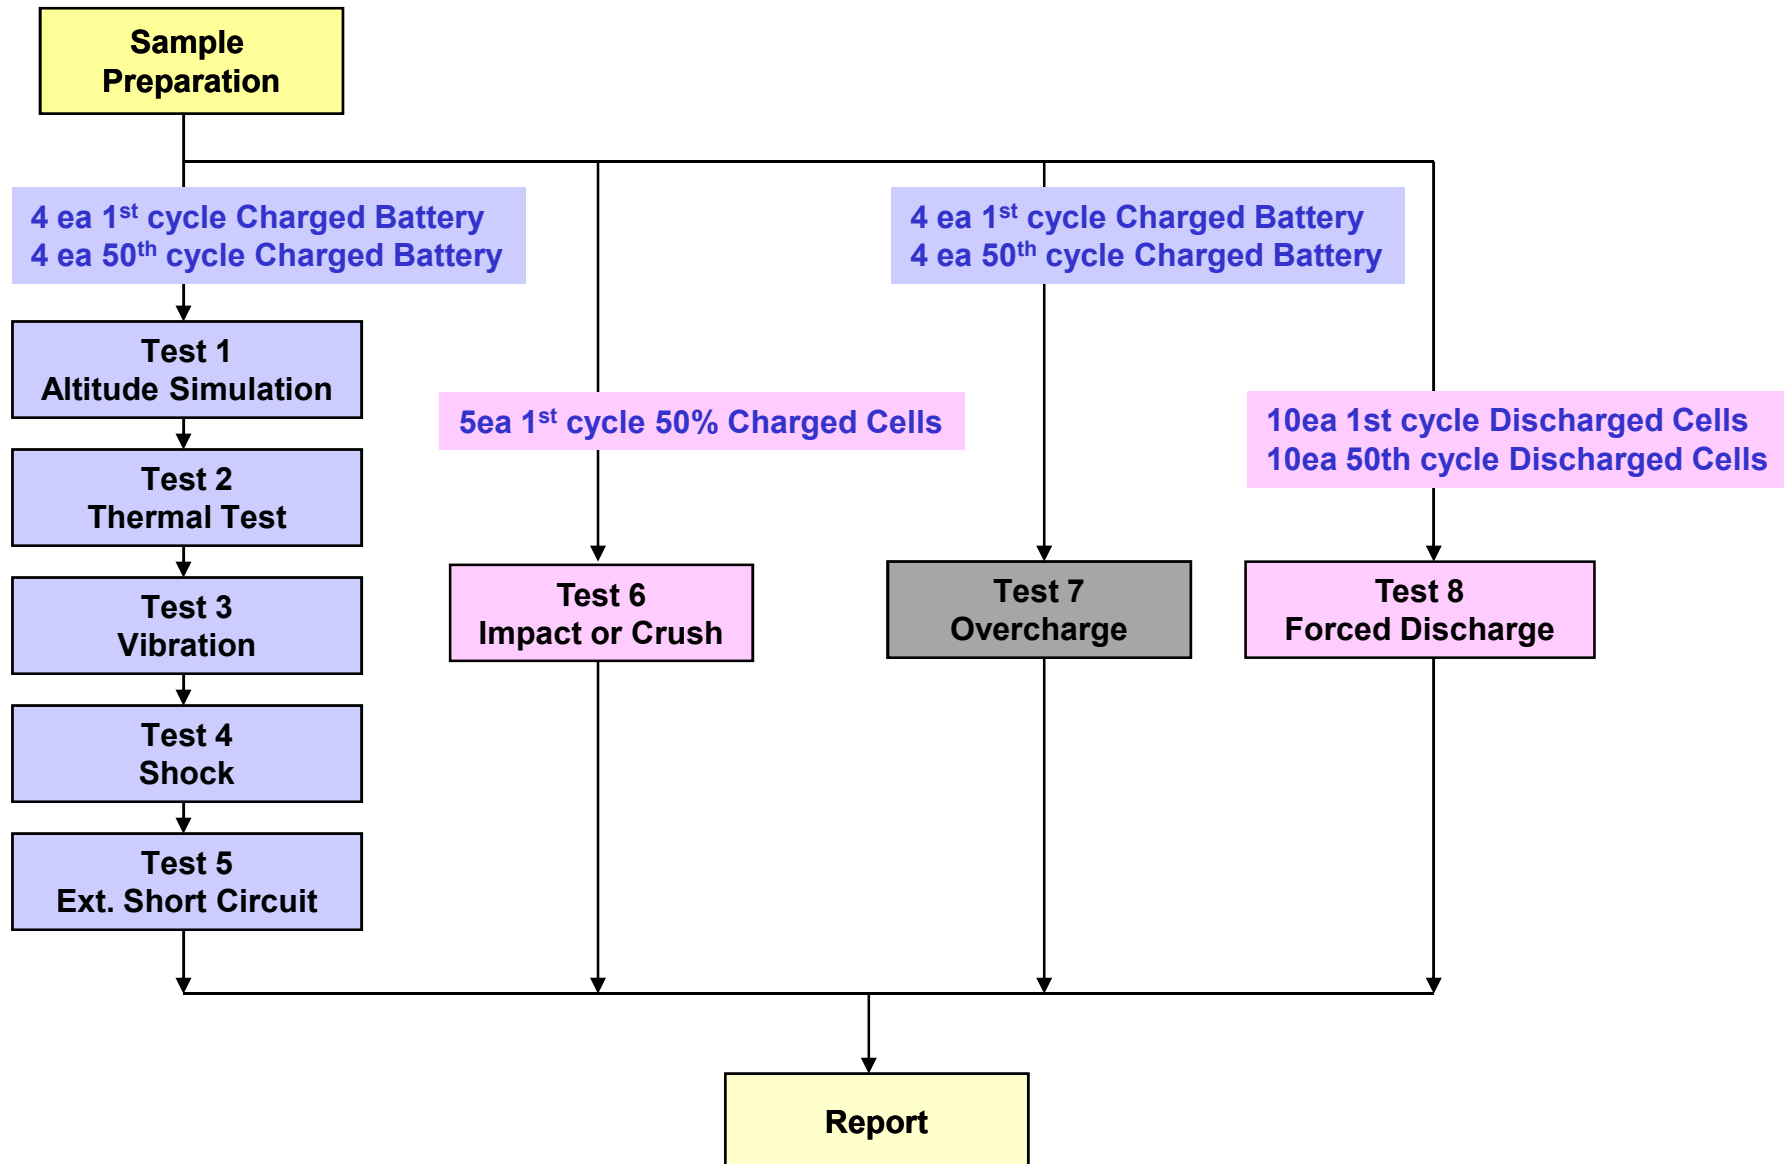 Sample
Preparation
4 ea 1st cycle Charged Battery
4 ea 50th cycle Charged Battery
4 ea 1st cycle Charged Battery
4 ea 50th cycle Charged Battery
Test 1
Altitude Simulation
5ea 1st cycle 50% Charged Cells
10ea 1st cycle Discharged Cells
10ea 50th cycle Discharged Cells
Test 2
Thermal Test
Test 3
Vibration
Test 6
Impact or Crush
Test 7
Overcharge
Test 8
Forced Discharge
Test 4
Shock
Test 5
Ext. Short Circuit
Report